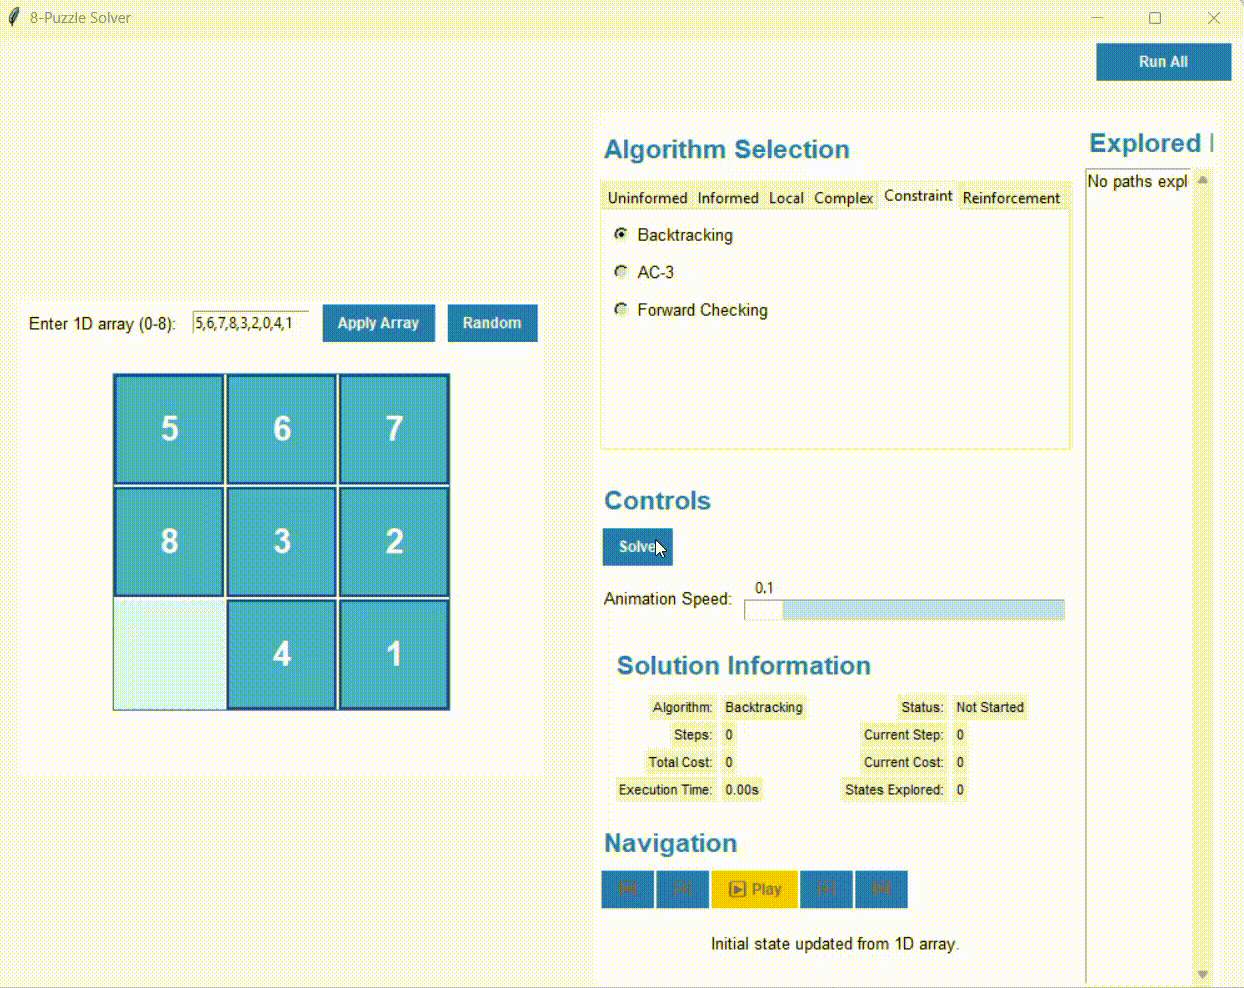 8-Puzzle Solver
Run All
Algorithm Selection
Uninformed Informed Local Complex Constraint Reinforcement
Backtracking
AC-3
Forward Checking
Explored
No paths expl
Enter 1D array (0-8): 5,6,7,8,3,2,0,4,1 Apply Array Random
5 6 7
8 3 2
4 1
Controls
Solve
Animation Speed: 0.1
Solution Information
Algorithm: Backtracking Status: Not Started
Steps: 0 Current Step: 0
Total Cost: 0 Current Cost: 0
Execution Time: 0.00s States Explored: 0
Navigation
Play
Initial state updated from 1D array.